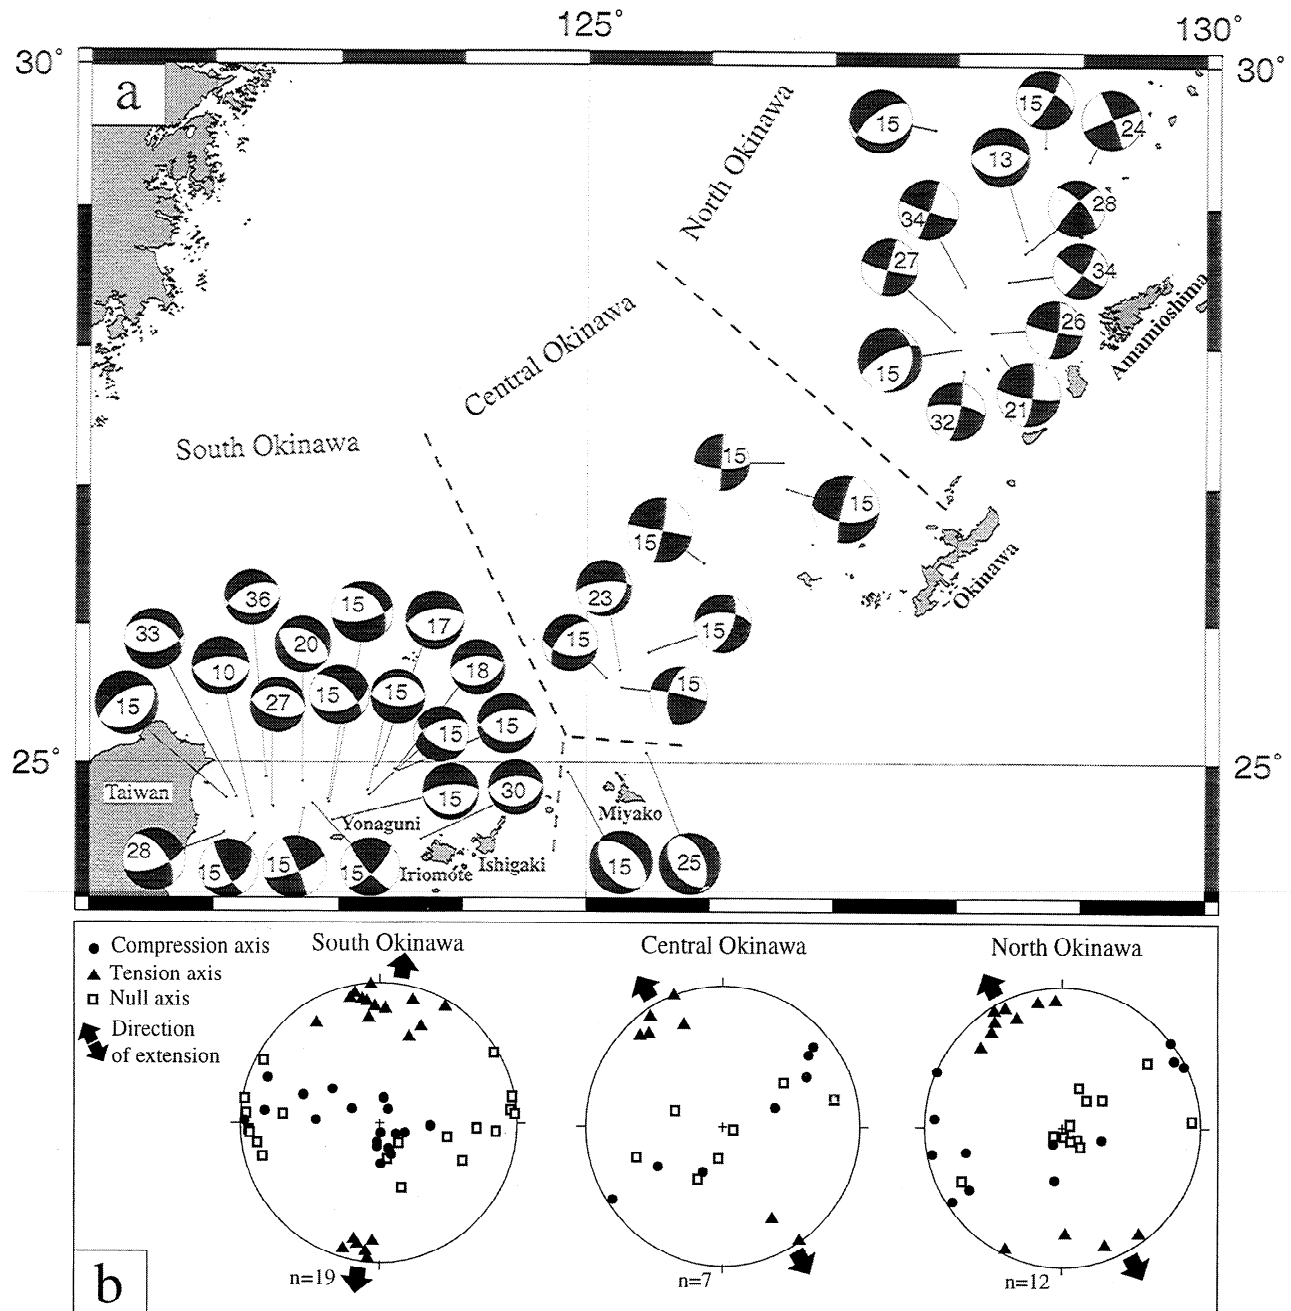 125°
130°
30°
30°
a
North Okinawa
15
15
24
13
28
34
27
34
26
Amamioshima
15
32
21
Central Okinawa
South Okinawa
15
15
15
Okinawa
23
15
15
15
36
33
20
15
17
10
18
15
27
15
15
15
15
25°
25°
Taiwan
15
30
Yonaguni
Miyako
28
15
15
15
Iriomote
Ishigaki
15
25
Compression axis
Tension axis
Null axis
Direction
of extension
South Okinawa
Central Okinawa
North Okinawa
n=19
n=7
n=12
b